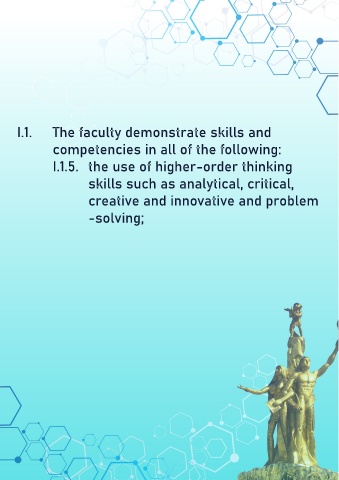 I.1. The faculty demonstrate skills and
competencies in all of the following:
I.1.5. the use of higher-order thinking
skills such as analytical, critical,
creative and innovative and problem
-solving;